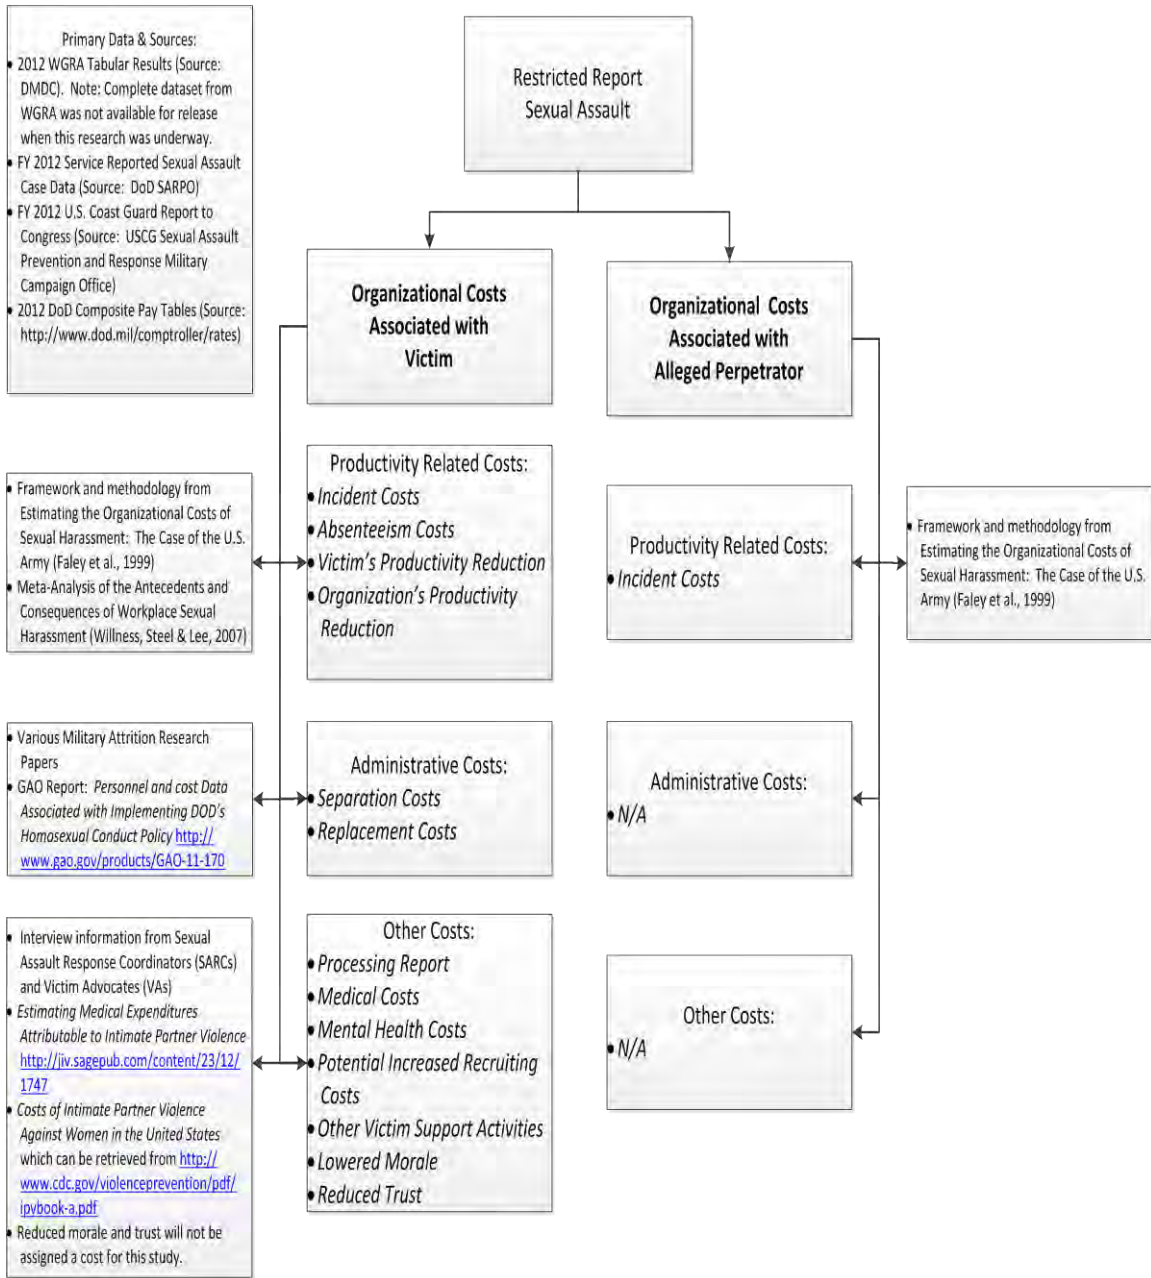 Primary Data & Sources:
• 2012 WGRA Tabular Results (Source:
DMDC). Note: Complete dataset from
WGRA was not available for release
when this research was underway.
• FY 2012 Service Reported Sexual Assault
Case Data (Source: DoD SARPO)
• FY 2012 U.S. Coast Guard Report to
Congress (Source: USCG Sexual Assault
Prevention and Response Military
Campaign Office)
• 2012 DoD Composite Pay Tables (Source:
http://www.dod.mil/comptroller/rates)
Restricted Report
Sexual Assault
Organizational Costs
Associated with
Victim
Organizational Costs
Associated with
Alleged Perpetrator
• Framework and methodology from
Estimating the Organizational Costs of
Sexual Harassment: The Case of the U.S.
Army (Faley et al., 1999)
• Meta-Analysis of the Antecedents and
Consequences of Workplace Sexual
Harassment (Willness, Steel & Lee, 2007)
Productivity Related Costs:
• Incident Costs
• Absenteeism Costs
• Victim's Productivity Reduction
• Organization's Productivity
Reduction
Productivity Related Costs:
• Incident Costs
• Framework and methodology from
Estimating the Organizational Costs of
Sexual Harassment: The Case of the U.S.
Army (Faley et al., 1999)
• Various Military Attrition Research
Papers
• GAO Report: Personnel and cost Data
Associated with Implementing DOD's
Homosexual Conduct Policy http://
www.gao.gov/products/GAO-11-170
Administrative Costs:
• Separation Costs
• Replacement Costs
Administrative Costs:
• N/A
• Interview information from Sexual
Assault Response Coordinators (SARCs)
and Victim Advocates (VAs)
• Estimating Medical Expenditures
Attributable to Intimate Partner Violence
http://jiv.sagepub.com/content/23/12/
1747
• Costs of Intimate Partner Violence
Against Women in the United States
which can be retrieved from http://
www.cdc.gov/violenceprevention/pdf/
ipvbook-a.pdf
• Reduced morale and trust will not be
assigned a cost for this study.
Other Costs:
• Processing Report
• Medical Costs
• Mental Health Costs
• Potential Increased Recruiting
Costs
• Other Victim Support Activities
• Lowered Morale
• Reduced Trust
Other Costs:
• N/A